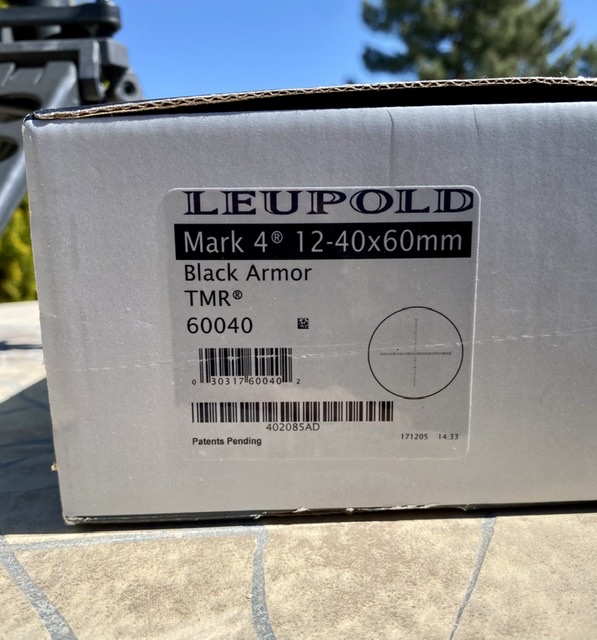 LEUPOLD
Mark 4® 12-40x60mm
Black Armor
TMR®
60040
0 30317 60040 2
402085AD
Patents Pending 171205 14:33